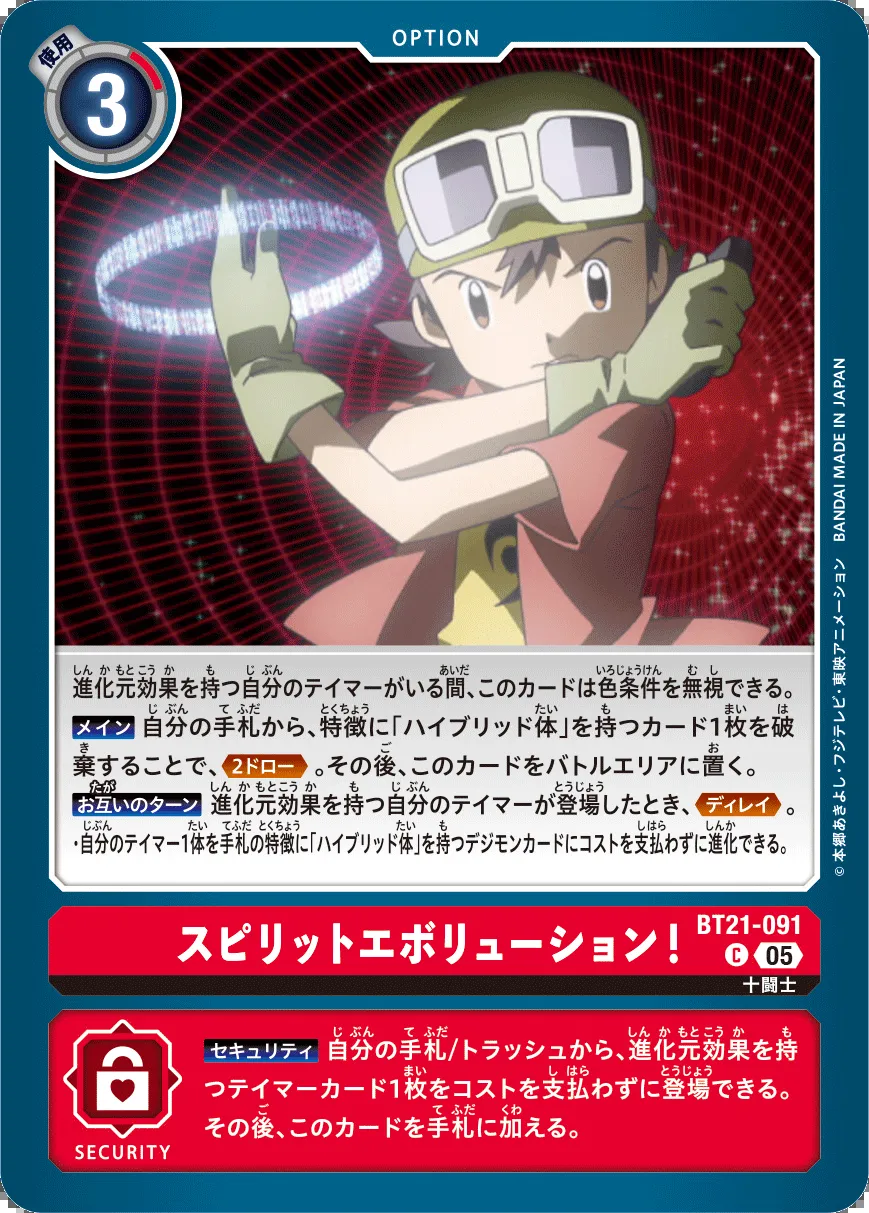 OPTION
使用
3
進化元効果を持つ自分のテイマーがいる間、このカードは色条件を無視できる。
メイン 自分の手札から、特徴に「ハイブリッド体」を持つカード1枚を破
棄することで、2ドロー。その後、このカードをバトルエリアに置く。
お互いのターン 進化元効果を持つ自分のテイマーが登場したとき、ディレイ。
・自分のテイマー1体を手札の特徴に「ハイブリッド体」を持つデジモンカードにコストを支払わずに進化できる。
©本郷あきよし・フジテレビ・東映アニメーション BANDAI MADE IN JAPAN
スピリットエボリューション!
BT21-091
C 05
十闘士
セキュリティ 自分の手札/トラッシュから、進化元効果を持
つテイマーカード1枚をコストを支払わずに登場できる。
その後、このカードを手札に加える。
SECURITY